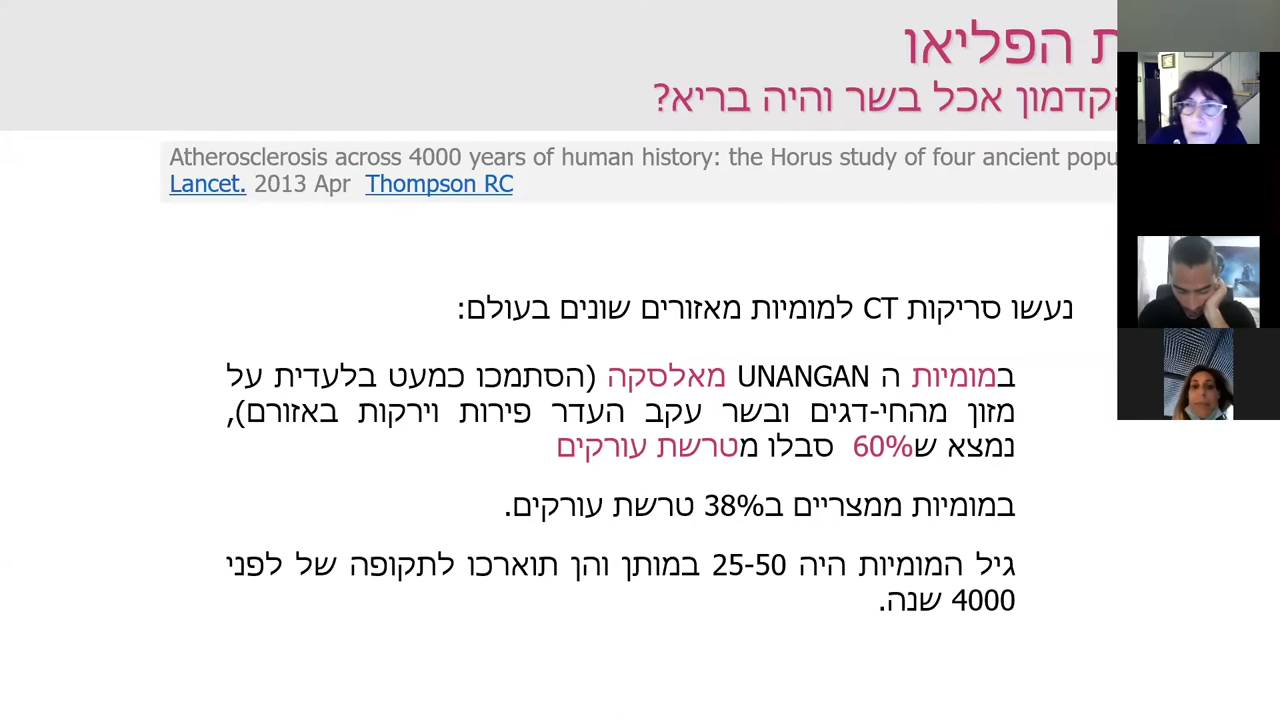 ת הפליאו
הקדמון אכל בשר והיה בריא?
Atherosclerosis across 4000 years of human history: the Horus study of four ancient popu
Lancet. 2013 Apr Thompson RC
נעשו סריקות CT למומיות מאזורים שונים בעולם:
במומיות ה UNANGAN מאלסקה (הסתמכו כמעט בלעדית על
מזון מהחי-דגים ובשר עקב העדר פירות וירקות באזורם),
נמצא ש60% סבלו מטרשת עורקים
במומיות ממצריים ב38% טרשת עורקים.
גיל המומיות היה 25-50 במותן והן תוארכו לתקופה של לפני
4000 שנה.